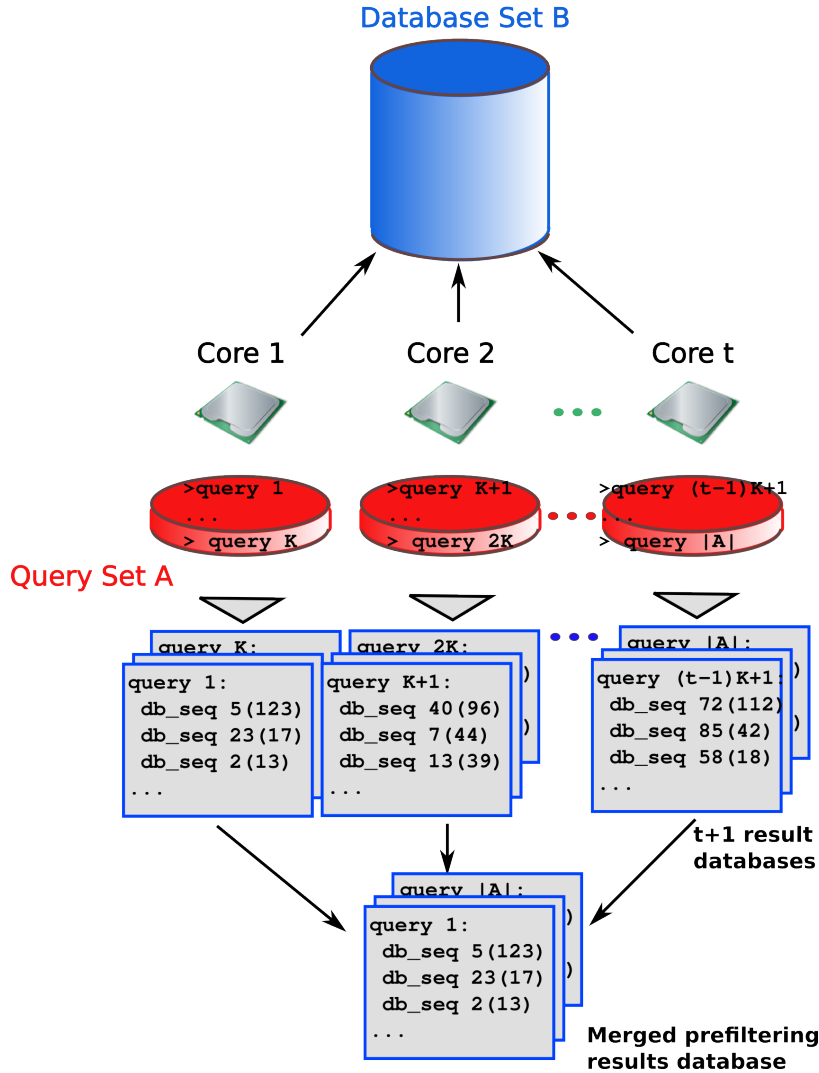 Database Set B
Core 1
Core 2
Core t
>query 1
...
> query K
>query K+1
...
> query 2K
>query (t-1)K+1
...
> query |A|
Query Set A
query K:
query 1:
db_seq 5(123)
db_seq 23(17)
db_seq 2(13)
...
query 2K:
)
)
query K+1:
db_seq 40(96)
db_seq 7(44)
db_seq 13(39)
...
query |A|:
)
)
query (t-1)K+1:
db_seq 72(112)
db_seq 85(42)
db_seq 58(18)
...
t+1 result
databases
query |A|:
)
)
query 1:
db_seq 5(123)
db_seq 23(17)
db_seq 2(13)
...
Merged prefiltering
results database